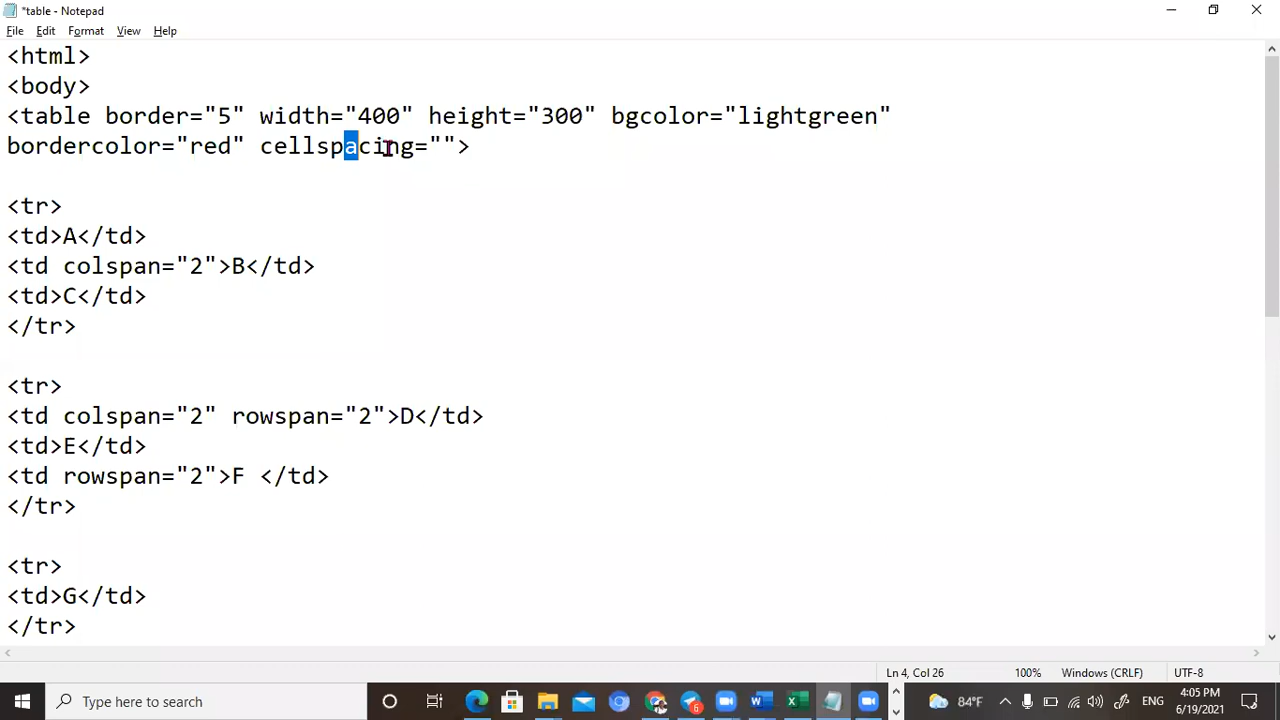 *table - Notepad
File Edit Format View Help
<html>
<body>
<table border="5" width="400" height="300" bgcolor="lightgreen"
bordercolor="red" cellspacing="">
<tr>
<td>A</td>
<td colspan="2">B</td>
<td>C</td>
</tr>
<tr>
<td colspan="2" rowspan="2">D</td>
<td>E</td>
<td rowspan="2">F </td>
</tr>
<tr>
<td>G</td>
</tr>
Ln 4, Col 26 100% Windows (CRLF) UTF-8
Type here to search
6
84°F
ENG
4:05 PM
6/19/2021